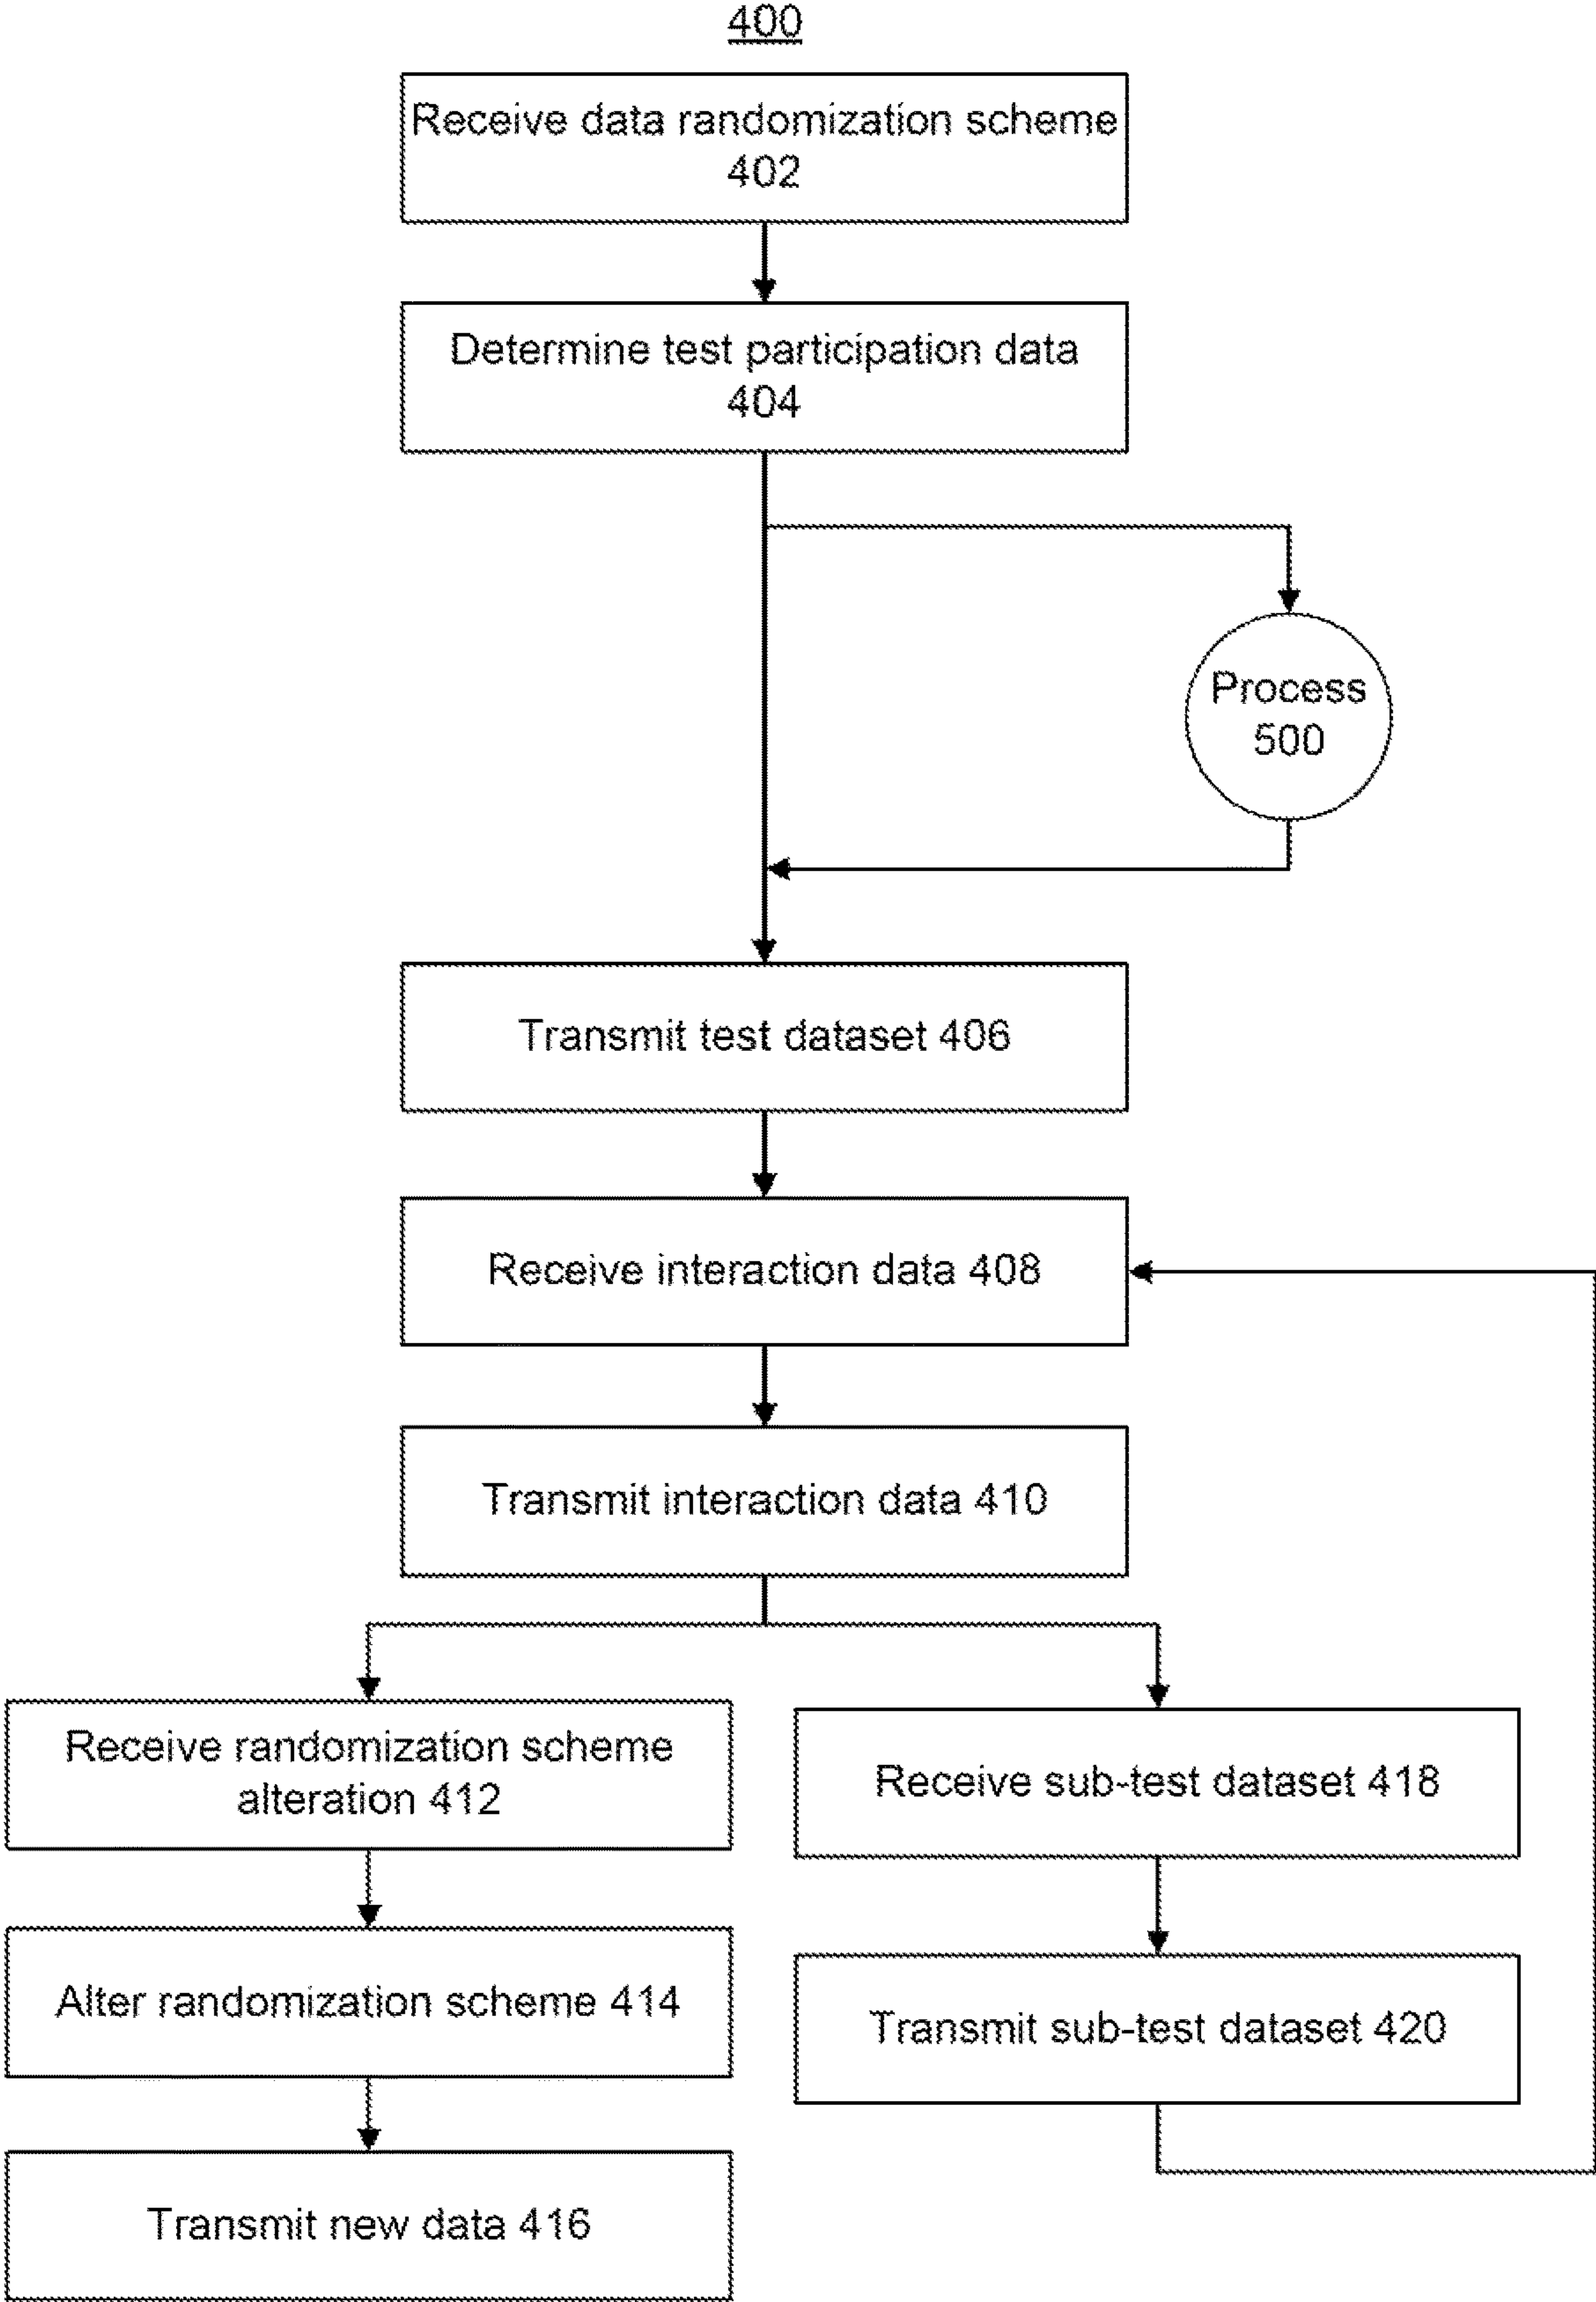 400
Receive data randomization scheme
402
Determine test participation data
404
Process
500
Transmit test dataset 406
Receive interaction data 408
Transmit interaction data 410
Receive randomization scheme
alteration 412
Alter randomization scheme 414
Transmit new data 416
Receive sub-test dataset 418
Transmit sub-test dataset 420